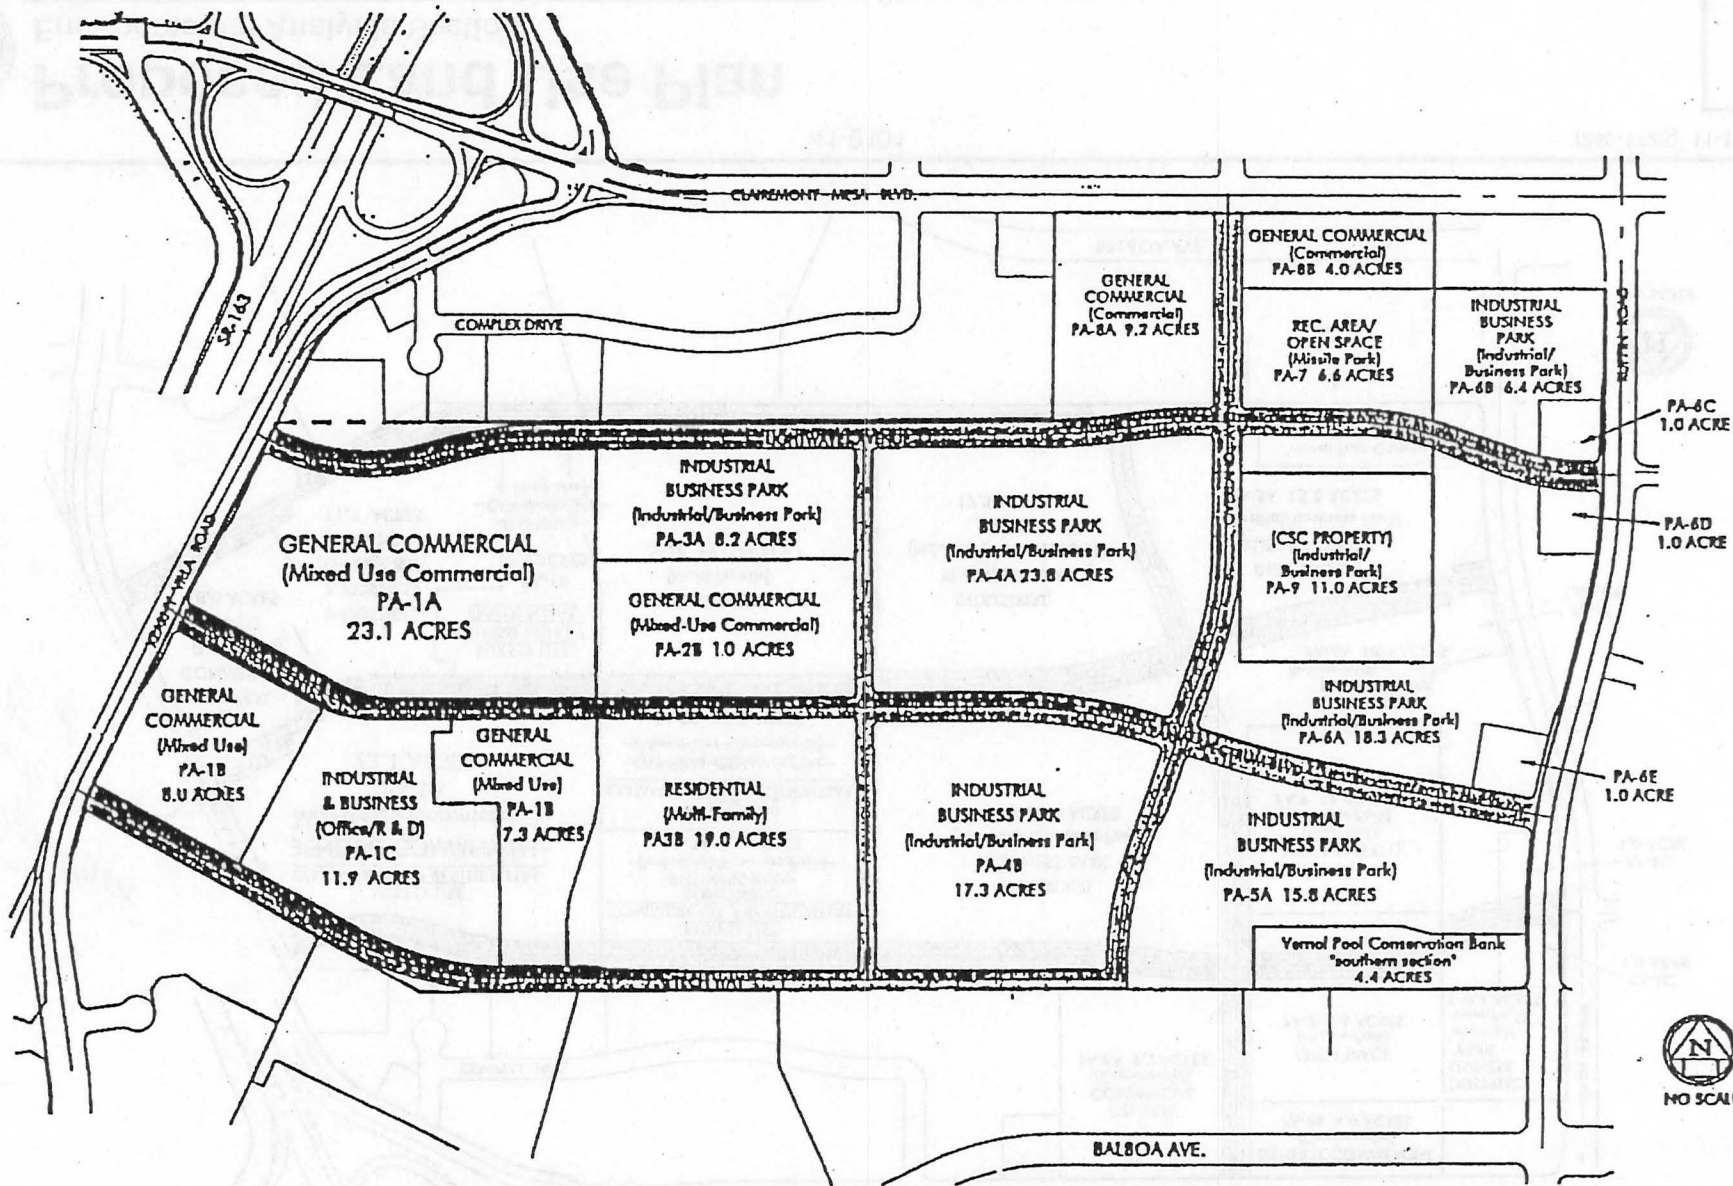 CLAIREMONT MESA BLVD.
SR. 163
COMPLEX DRIVE
GENERAL
COMMERCIAL
(Commercial)
PA-8A 9.2 ACRES
GENERAL COMMERCIAL
(Commercial)
PA-8B 4.0 ACRES
REC. AREA/
OPEN SPACE
(Missile Park)
PA-7 6.6 ACRES
INDUSTRIAL
BUSINESS
PARK
(Industrial/
Business Park)
PA-6B 6.4 ACRES
RUFFIN ROAD
PA-6C
1.0 ACRE
PA-6D
1.0 ACRE
INDUSTRIAL
BUSINESS PARK
(Industrial/Business Park)
PA-3A 8.2 ACRES
GENERAL COMMERCIAL
(Mixed Use Commercial)
PA-1A
23.1 ACRES
GENERAL COMMERCIAL
(Mixed-Use Commercial)
PA-2B 1.0 ACRES
INDUSTRIAL
BUSINESS PARK
(Industrial/Business Park)
PA-4A 23.8 ACRES
(CSC PROPERTY)
(Industrial/
Business Park)
PA-9 11.0 ACRES
ROAD
GENERAL
COMMERCIAL
(Mixed Use)
PA-1B
8.0 ACRES
INDUSTRIAL
& BUSINESS
(Office/R & D)
PA-1C
11.9 ACRES
GENERAL
COMMERCIAL
(Mixed Use)
PA-1B
7.3 ACRES
RESIDENTIAL
(Multi-Family)
PA3B 19.0 ACRES
INDUSTRIAL
BUSINESS PARK
(Industrial/Business Park)
PA-4B
17.3 ACRES
INDUSTRIAL
BUSINESS PARK
(Industrial/Business Park)
PA-6A 18.3 ACRES
PA-6E
1.0 ACRE
INDUSTRIAL
BUSINESS PARK
(Industrial/Business Park)
PA-5A 15.8 ACRES
Vernal Pool Conservation Bank
"southern section"
4.4 ACRES
N
BALBOA AVE.